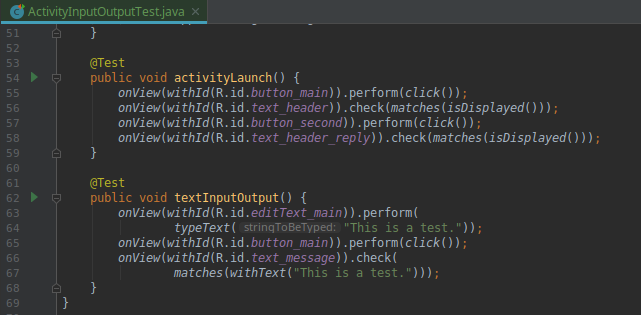 ActivityInputOutputTest.java
51 }
52
53 @Test
54 public void activityLaunch() {
55 onView(withId(R.id.button_main)).perform(click());
56 onView(withId(R.id.text_header)).check(matches(isDisplayed()));
57 onView(withId(R.id.button_second)).perform(click());
58 onView(withId(R.id.text_header_reply)).check(matches(isDisplayed()));
59 }
60
61 @Test
62 public void textInputOutput() {
63 onView(withId(R.id.editText_main)).perform(
64 typeText( stringToBeTyped: "This is a test."));
65 onView(withId(R.id.button_main)).perform(click());
66 onView(withId(R.id.text_message)).check(
67 matches(withText("This is a test.")));
68 }
69 }